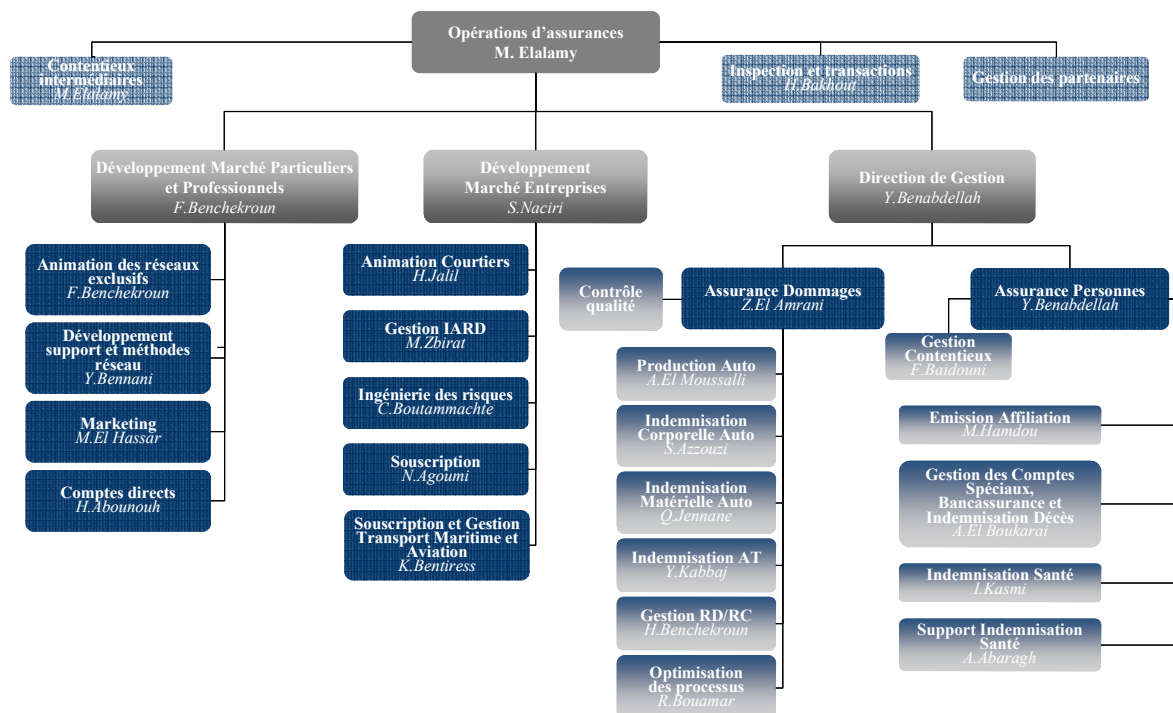 Opérations d'assurances
M. Elalamy
Contentieux
intermédiaires
M.Elalamy
Inspection et transactions
H.Bakhout
Gestion des partenaires
Développement Marché Particuliers
et Professionnels
F.Benchekroun
Développement
Marché Entreprises
S.Naciri
Direction de Gestion
Y.Benabdellah
Animation des réseaux
exclusifs
F.Benchekroun
Développement
support et méthodes
réseau
Y.Bennani
Marketing
M.El Hassar
Comptes directs
H.Abounouh
Animation Courtiers
H.Jalil
Gestion IARD
M.Zbirat
Ingénierie des risques
C.Boutammachte
Souscription
N.Agoumi
Souscription et Gestion
Transport Maritime et
Aviation
K.Bentiress
Contrôle
qualité
Assurance Dommages
Z.El Amrani
Production Auto
A.El Moussalli
Indemnisation
Corporelle Auto
S.Azzouzi
Indemnisation
Matérielle Auto
Q.Jennane
Indemnisation AT
Y.Kabbaj
Gestion RD/RC
H.Benchekroun
Optimisation
des processus
R.Bouamar
Assurance Personnes
Y.Benabdellah
Gestion
Contentieux
F.Baidouni
Emission Affiliation
M.Hamdou
Gestion des Comptes
Spéciaux,
Bancassurance et
Indemnisation Décès
A.El Boukarai
Indemnisation Santé
I.Kasmi
Support Indemnisation
Santé
A.Abaragh